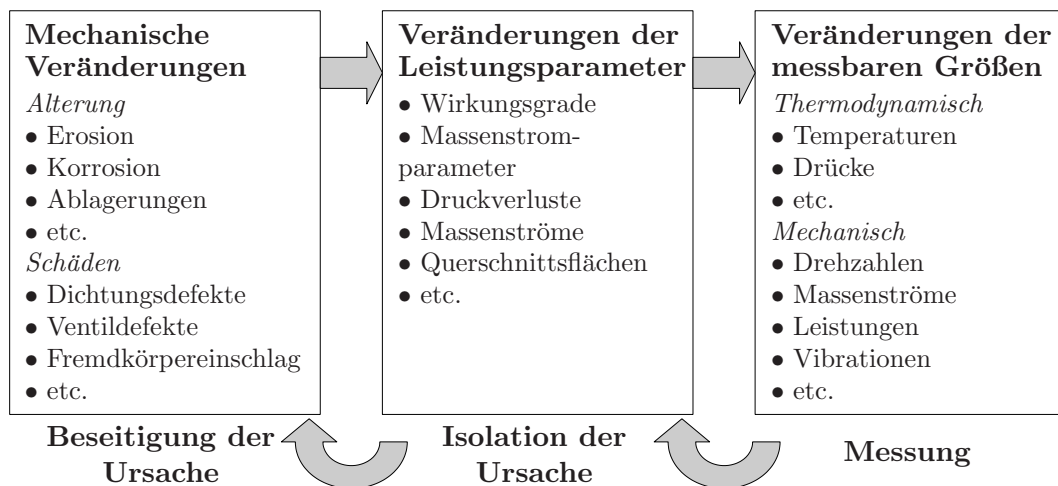 Mechanische
Veränderungen
Alterung
• Erosion
• Korrosion
• Ablagerungen
• etc.
Schäden
• Dichtungsdefekte
• Ventildefekte
• Fremdkörpereinschlag
• etc.
Veränderungen der
Leistungsparameter
• Wirkungsgrade
• Massenstrom-
parameter
• Druckverluste
• Massenströme
• Querschnittsflächen
• etc.
Veränderungen der
messbaren Größen
Thermodynamisch
• Temperaturen
• Drücke
• etc.
Mechanisch
• Drehzahlen
• Massenströme
• Leistungen
• Vibrationen
• etc.
Beseitigung der
Ursache
Isolation der
Ursache
Messung